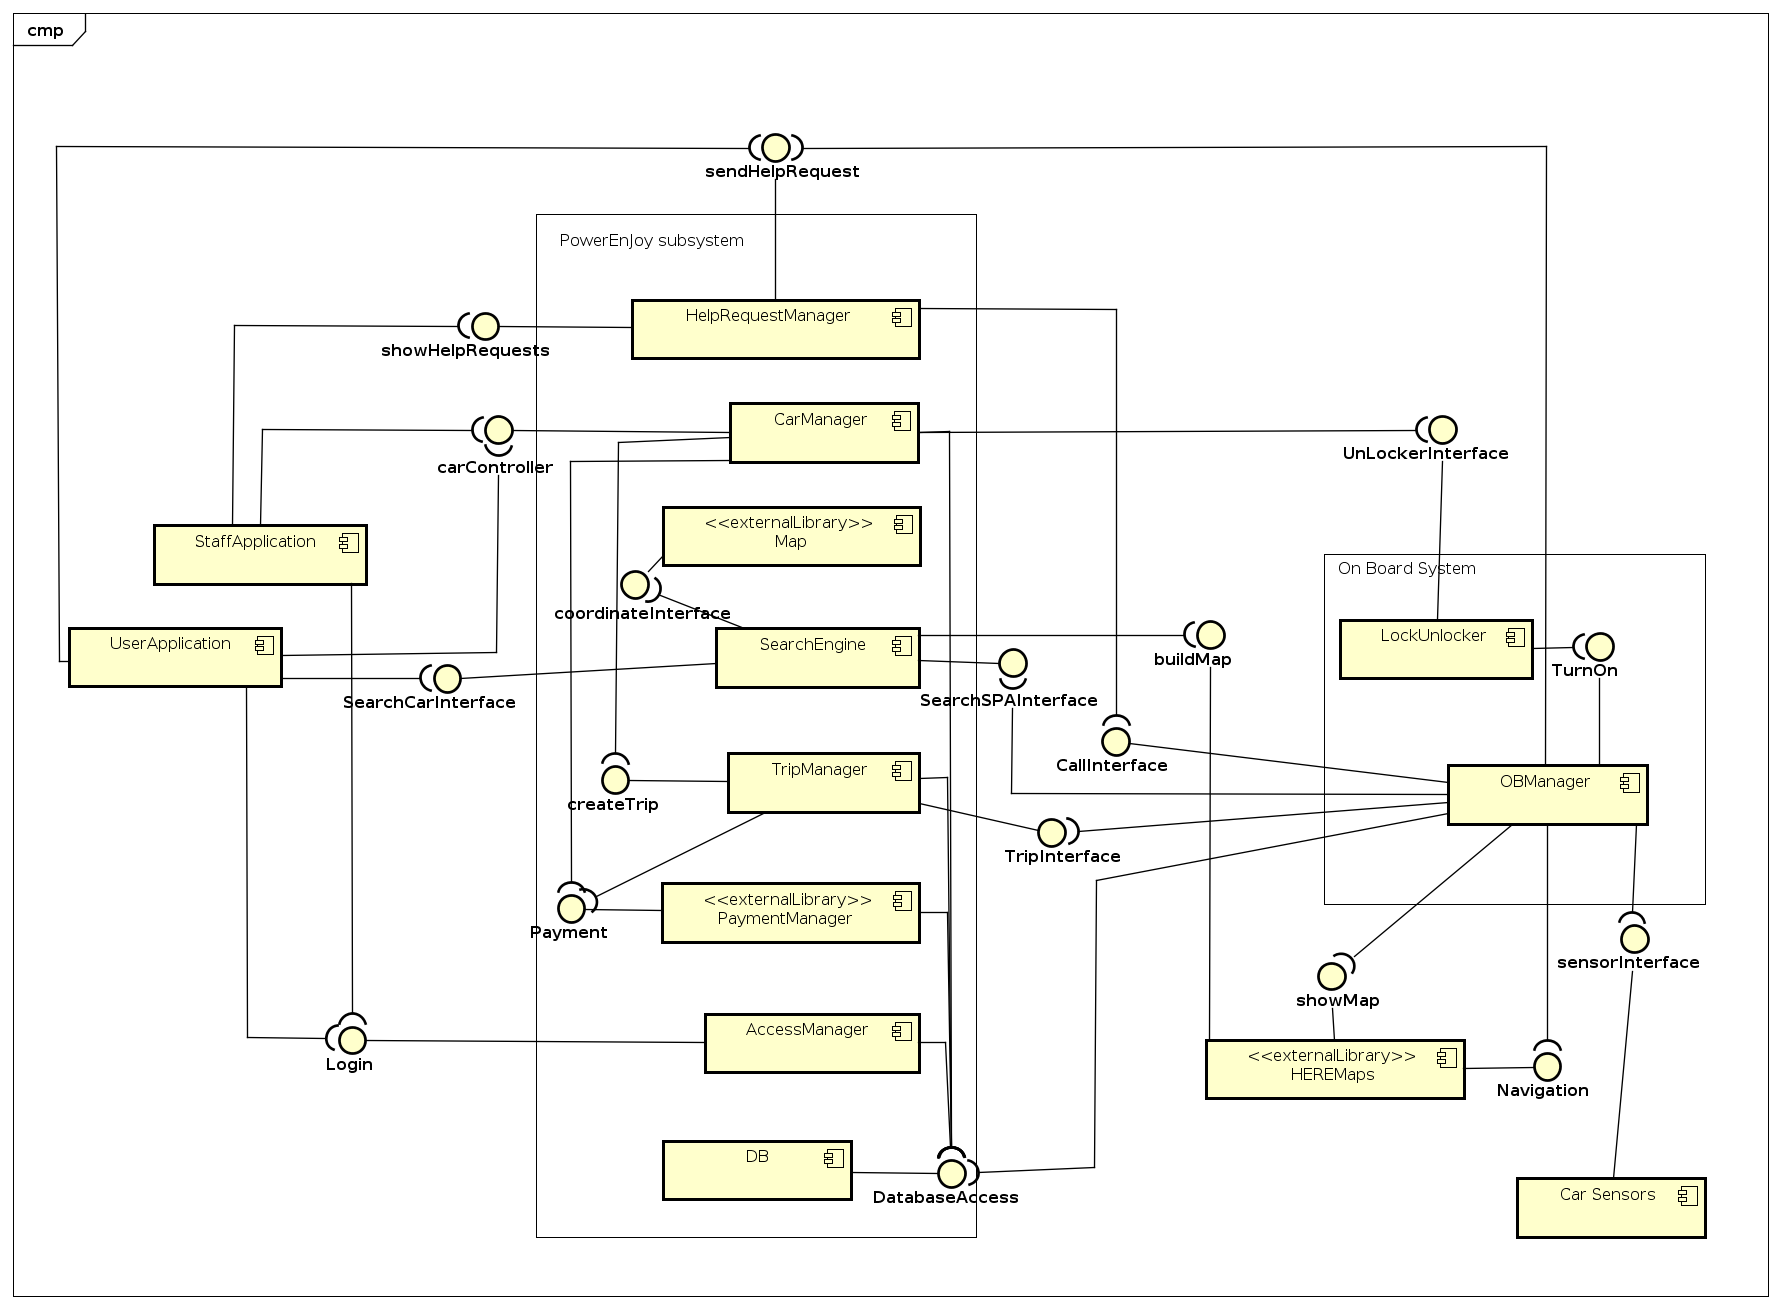 cmp
sendHelpRequest
PowerEnJoy subsystem
HelpRequestManager
showHelpRequests
CarManager
carController
UnLockerInterface
<<externalLibrary>>
Map
StaffApplication
On Board System
coordinateInterface
UserApplication
SearchEngine
LockUnlocker
buildMap
TurnOn
SearchCarInterface
SearchSPAInterface
CallInterface
TripManager
OBManager
createTrip
TripInterface
<<externalLibrary>>
PaymentManager
Payment
sensorInterface
showMap
AccessManager
Login
<<externalLibrary>>
HEREMaps
Navigation
DB
DatabaseAccess
Car Sensors